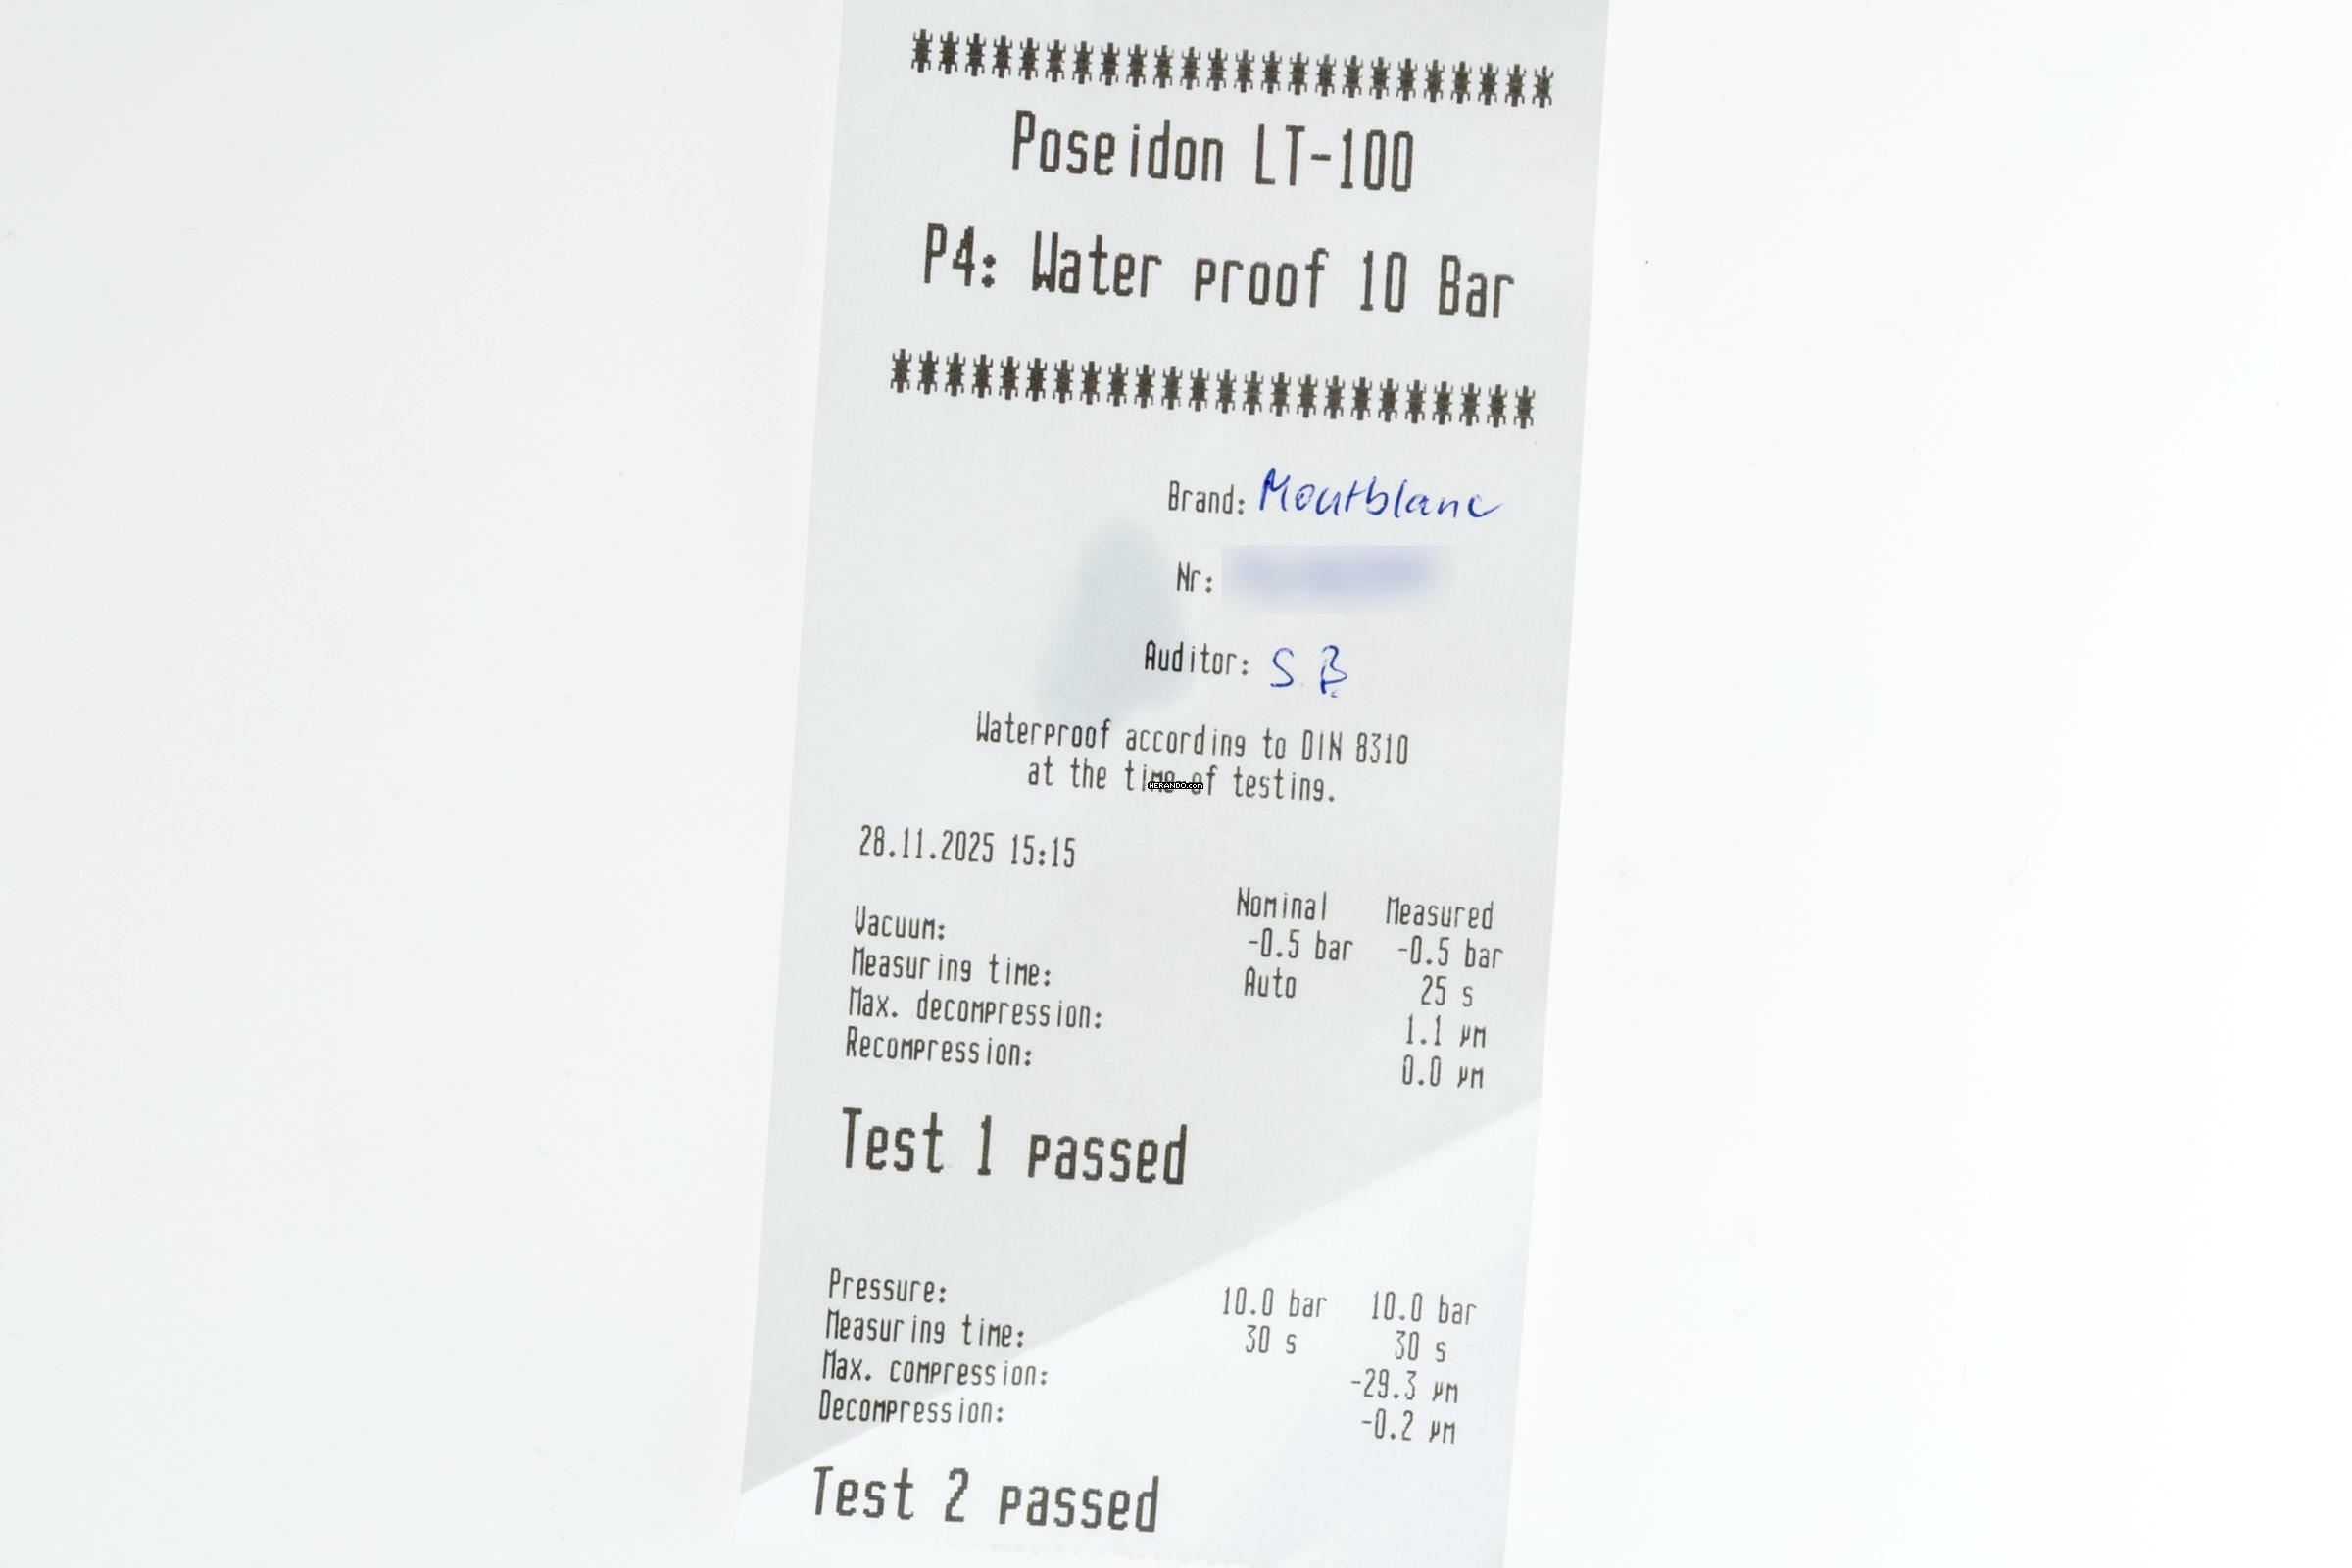 ************************
Poseidon LT-100
P4: Water proof 10 Bar
************************
Brand: Montblanc
Nr:
Auditor: S.B.
Waterproof according to DIN 8310
at the time of testing.
HERANDO.com
28.11.2025 15:15
Nominal Measured
Vacuum: -0.5 bar -0.5 bar
Measuring time: Auto 25 s
Max. decompression: 1.1 µm
Recompression: 0.0 µm
Test 1 passed
Pressure: 10.0 bar 10.0 bar
Measuring time: 30 s 30 s
Max. compression: -29.3 µm
Decompression: -0.2 µm
Test 2 passed